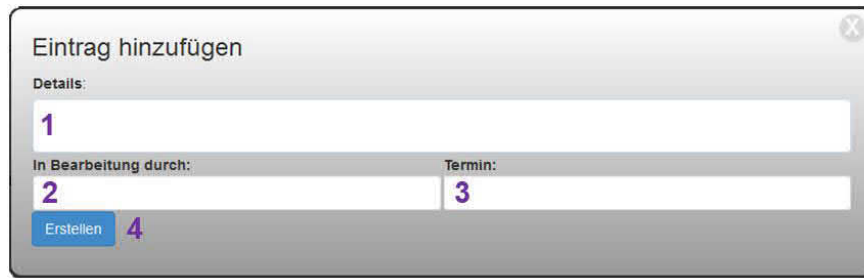 X
Eintrag hinzufügen
Details:
1
In Bearbeitung durch: Termin:
2 3
Erstellen 4